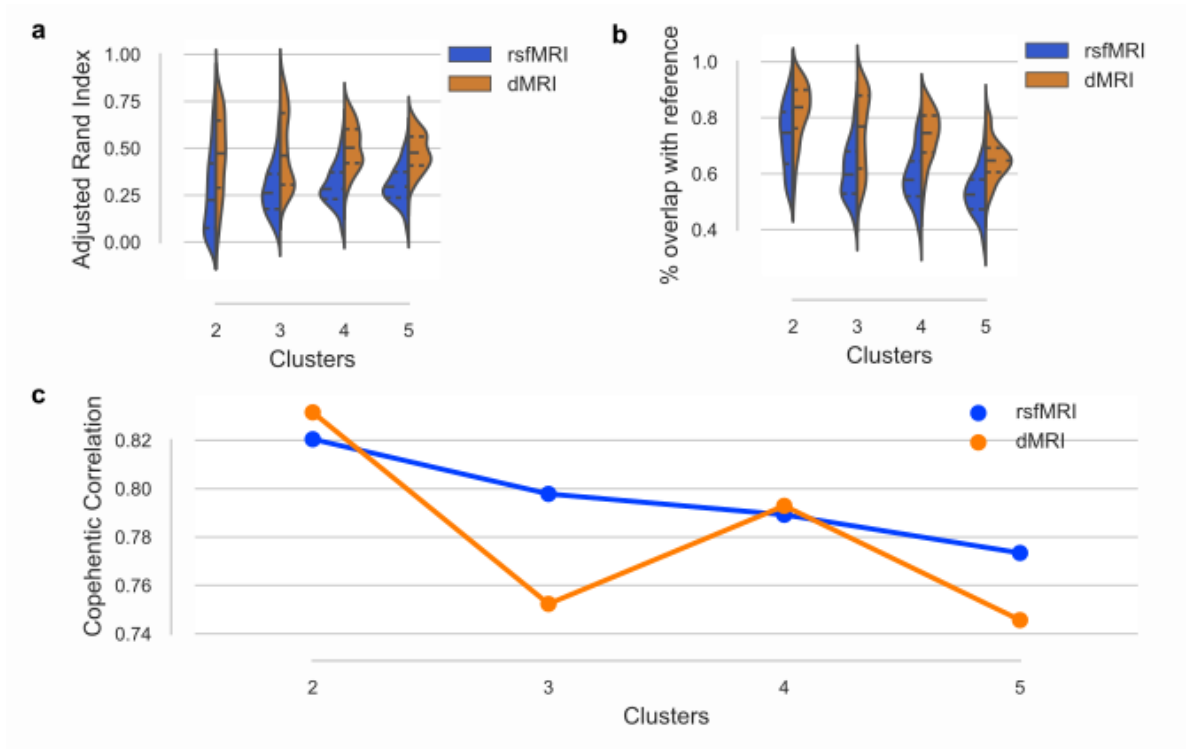 a
Adjusted Rand Index
1.00
0.75
0.50
0.25
0.00
2 3 4 5
Clusters
rsfMRI
dMRI
b
% overlap with reference
1.0
0.8
0.6
0.4
2 3 4 5
Clusters
rsfMRI
dMRI
c
Copehentic Correlation
0.82
0.80
0.78
0.76
0.74
2 3 4 5
Clusters
rsfMRI
dMRI